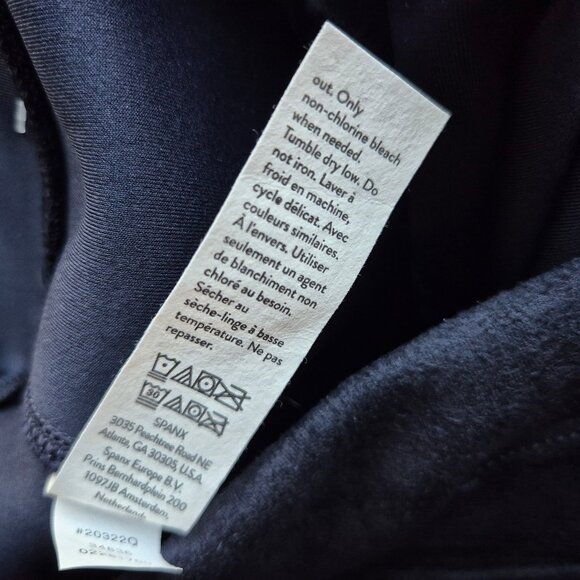 out. Only
non-chlorine bleach
when needed.
Tumble dry low. Do
not iron. Laver à
froid en machine,
cycle délicat. Avec
couleurs similaires.
À l'envers. Utiliser
seulement un agent
de blanchiment non
chloré au besoin.
Sécher au
sèche-linge à basse
température. Ne pas
repasser.
30
SPANX
3035 Peachtree Road NE
Atlanta, GA 30305, U.S.A.
Spanx Europe B.V.
Prins Bernhardplein 200
1097JB Amsterdam,
Netherlands
#20322Q